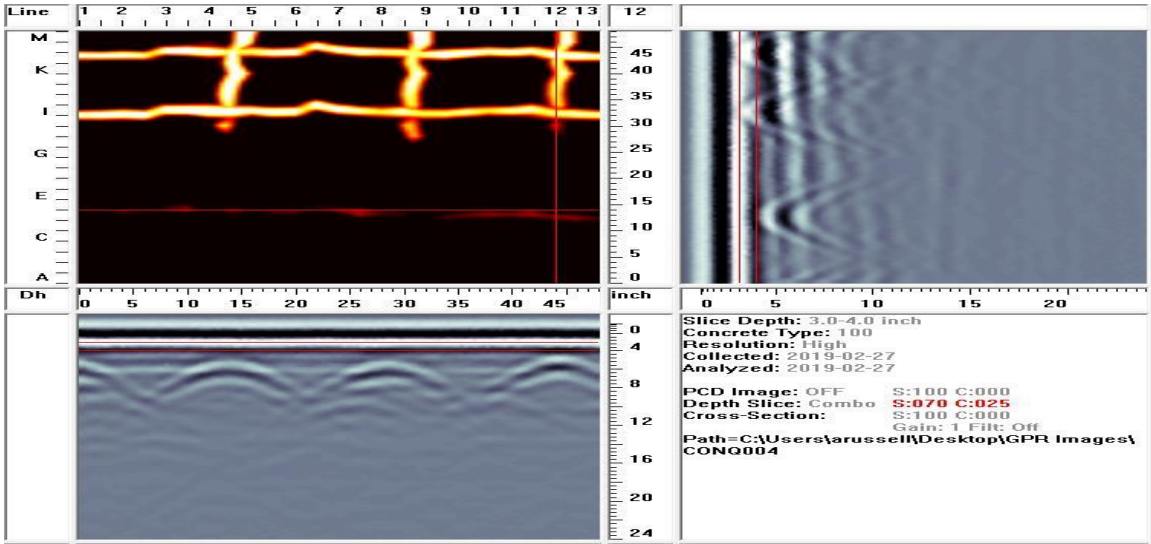 Line 1 2 3 4 5 6 7 8 9 10 11 12 13 12
M
K
I
G
E
C
A
45
40
35
30
25
20
15
10
5
0
Dh 0 5 10 15 20 25 30 35 40 45 inch 0 5 10 15 20
0
4
8
12
16
20
24
Slice Depth: 3.0-4.0 inch
Concrete Type: 100
Resolution: High
Collected: 2019-02-27
Analyzed: 2019-02-27
PCD Image: OFF S:100 C:000
Depth Slice: Combo S:070 C:025
Cross-Section: S:100 C:000
Gain: 1 Filt: Off
Path=C:\Users\arussell\Desktop\GPR Images\
CONQ004